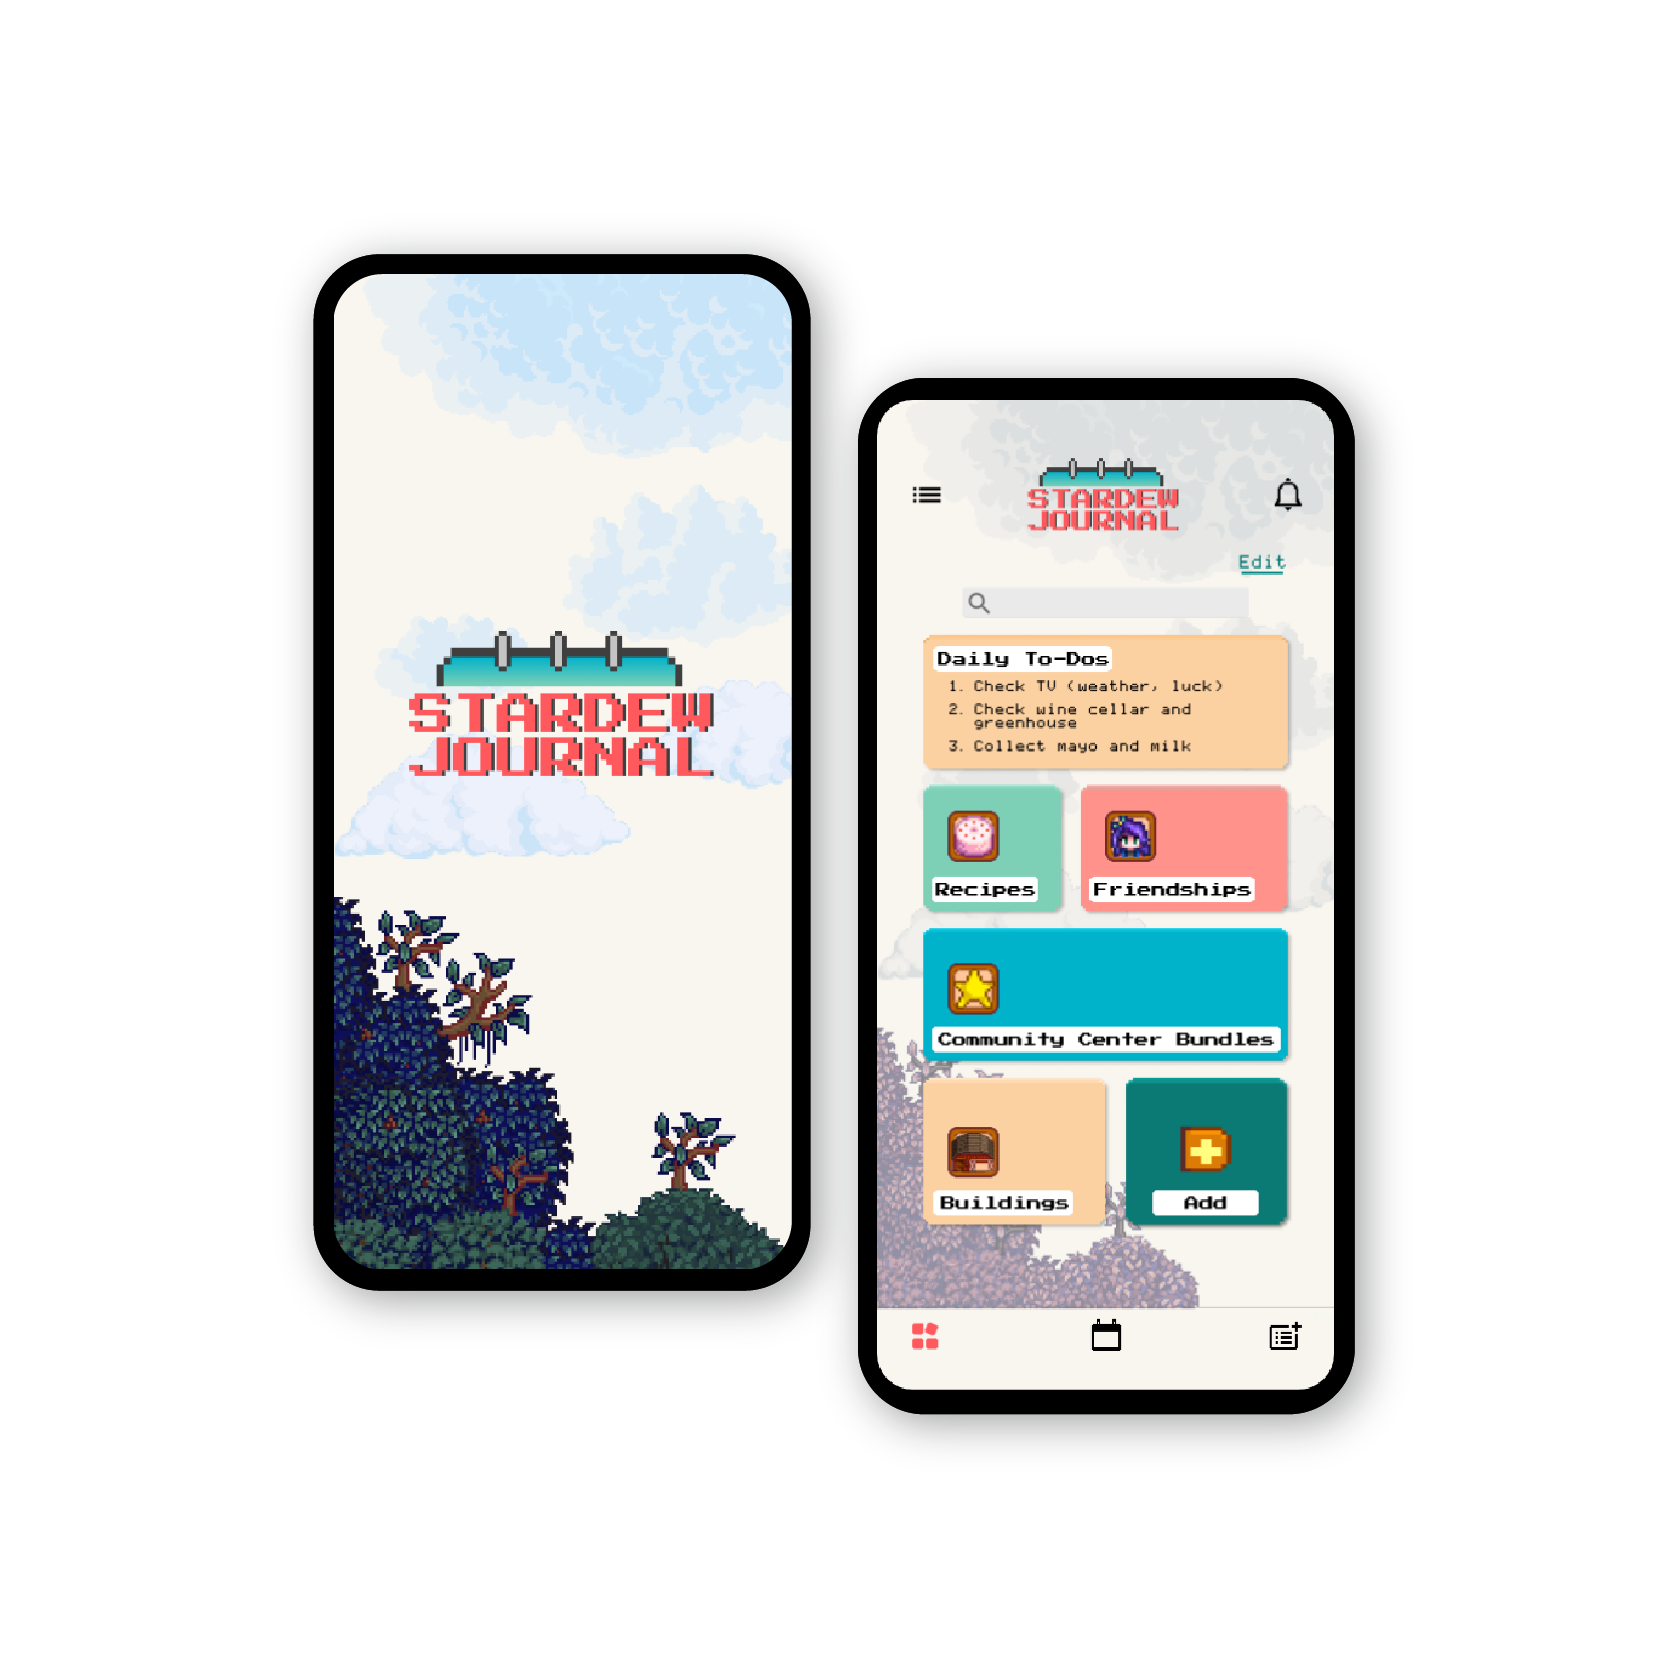 STARDEW
JOURNAL
STARDEW
JOURNAL
Edit
Daily To-Dos
1. Check TV (weather, luck)
2. Check wine cellar and
greenhouse
3. Collect mayo and milk
Recipes
Friendships
Community Center Bundles
Buildings
Add